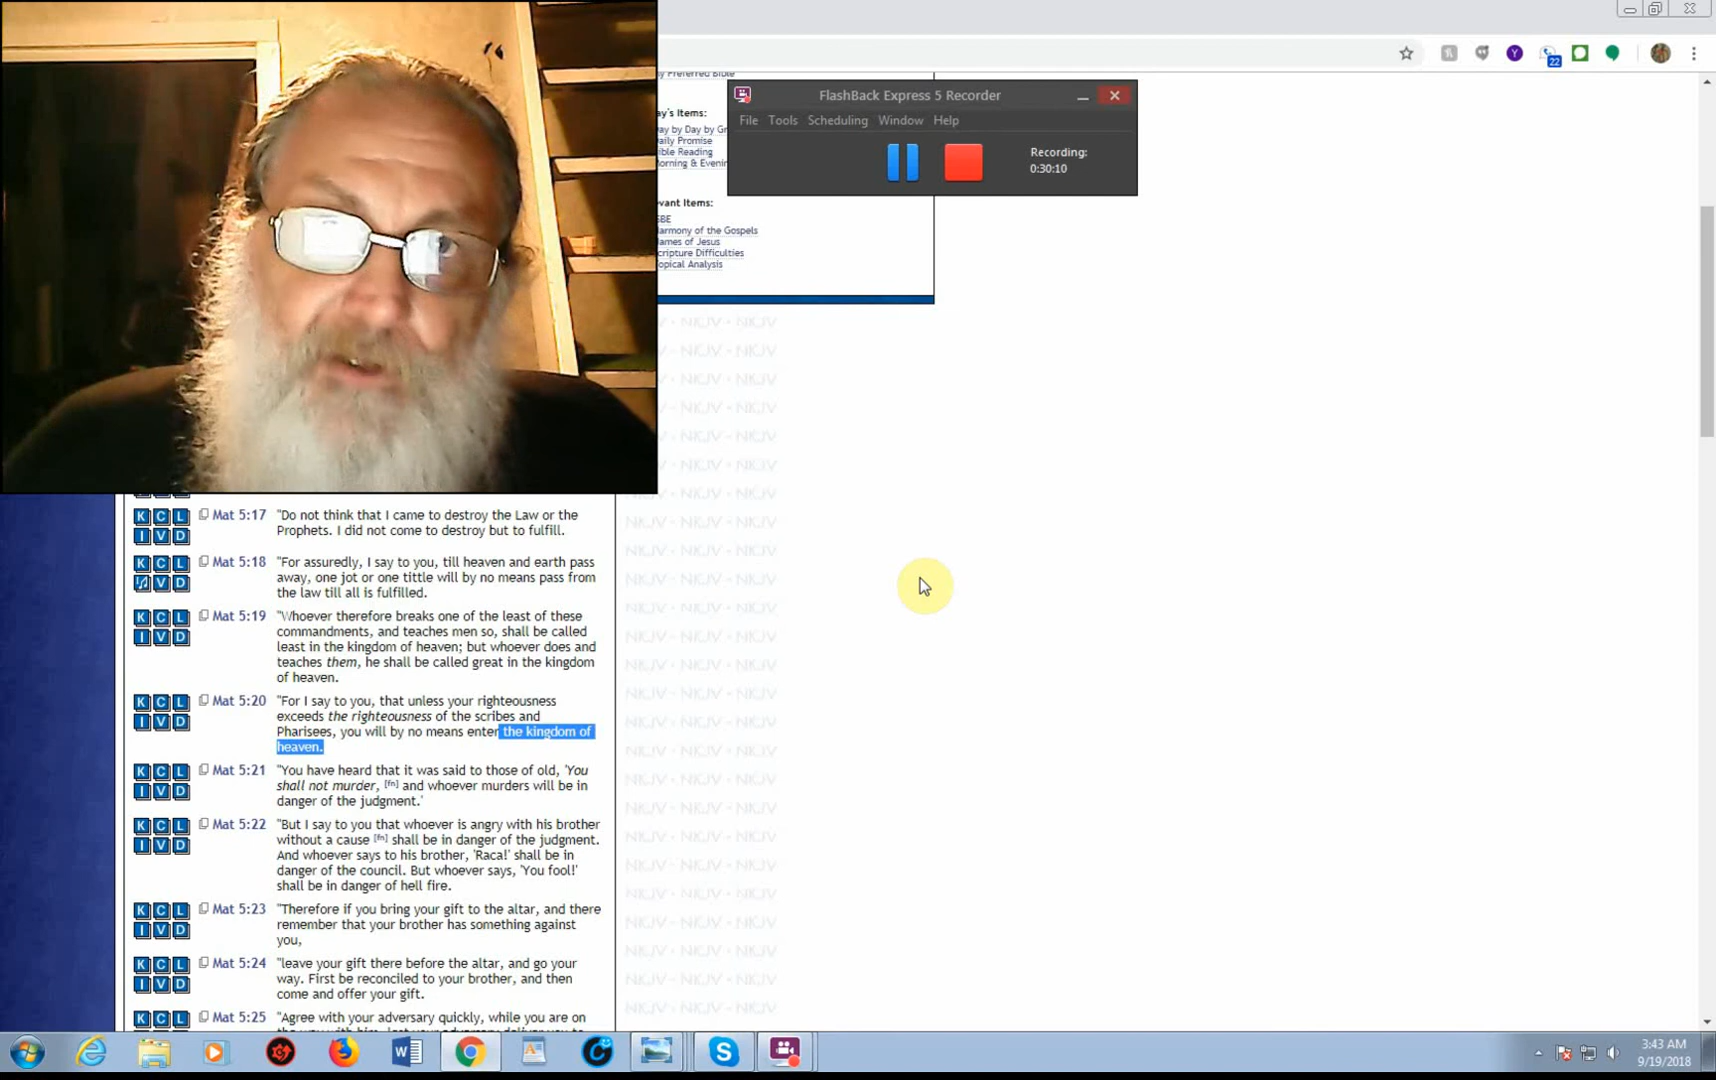 22
y Preferred Bible
FlashBack Express 5 Recorder
File Tools Scheduling Window Help
Recording:
0:30:10
ay's Items:
ay by Day by Gr
aily Promise
ible Reading
orning & Evenin
vant Items:
SBE
armony of the Gospels
ames of Jesus
cripture Difficulties
opical Analysis
NKJV - NKJV
K C L Mat 5:17 "Do not think that I came to destroy the Law or the
I V D Prophets. I did not come to destroy but to fulfill.
K C L Mat 5:18 "For assuredly, I say to you, till heaven and earth pass
V D away, one jot or one tittle will by no means pass from
the law till all is fulfilled.
K C L Mat 5:19 "Whoever therefore breaks one of the least of these
I V D commandments, and teaches men so, shall be called
least in the kingdom of heaven; but whoever does and
teaches them, he shall be called great in the kingdom
of heaven.
K C L Mat 5:20 "For I say to you, that unless your righteousness
I V D exceeds the righteousness of the scribes and
Pharisees, you will by no means enter the kingdom of
heaven.
K C L Mat 5:21 "You have heard that it was said to those of old, 'You
I V D shall not murder, [fn] and whoever murders will be in
danger of the judgment.'
K C L Mat 5:22 "But I say to you that whoever is angry with his brother
I V D without a cause [fn] shall be in danger of the judgment.
And whoever says to his brother, 'Raca!' shall be in
danger of the council. But whoever says, 'You fool!'
shall be in danger of hell fire.
K C L Mat 5:23 "Therefore if you bring your gift to the altar, and there
I V D remember that your brother has something against
you,
K C L Mat 5:24 "leave your gift there before the altar, and go your
I V D way. First be reconciled to your brother, and then
come and offer your gift.
K C L Mat 5:25 "Agree with your adversary quickly, while you are on
3:43 AM
9/19/2018